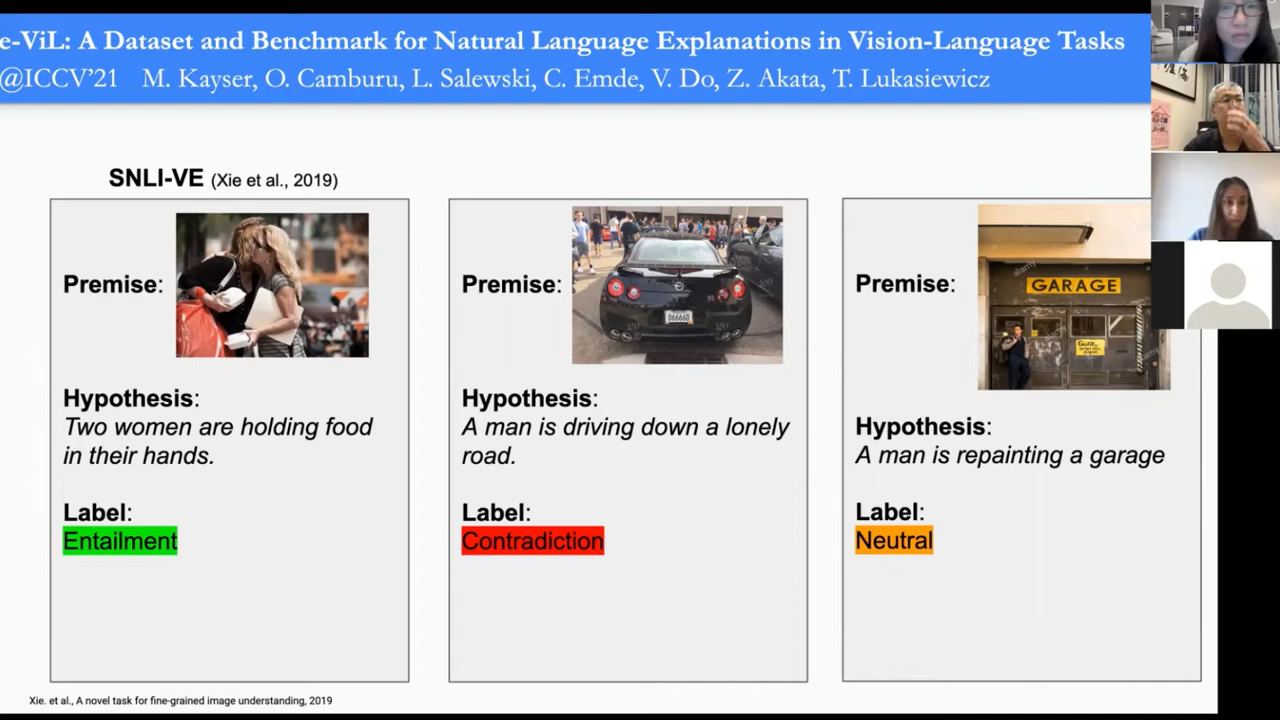 e-ViL: A Dataset and Benchmark for Natural Language Explanations in Vision-Language Tasks
@ICCV'21 M. Kayser, O. Camburu, L. Salewski, C. Emde, V. Do, Z. Akata, T. Lukasiewicz
SNLI-VE (Xie et al., 2019)
Premise:
Hypothesis:
Two women are holding food
in their hands.
Label:
Entailment
Premise:
Hypothesis:
A man is driving down a lonely
road.
Label:
Contradiction
Premise:
GARAGE
Hypothesis:
A man is repainting a garage
Label:
Neutral
Xie. et al., A novel task for fine-grained image understanding, 2019